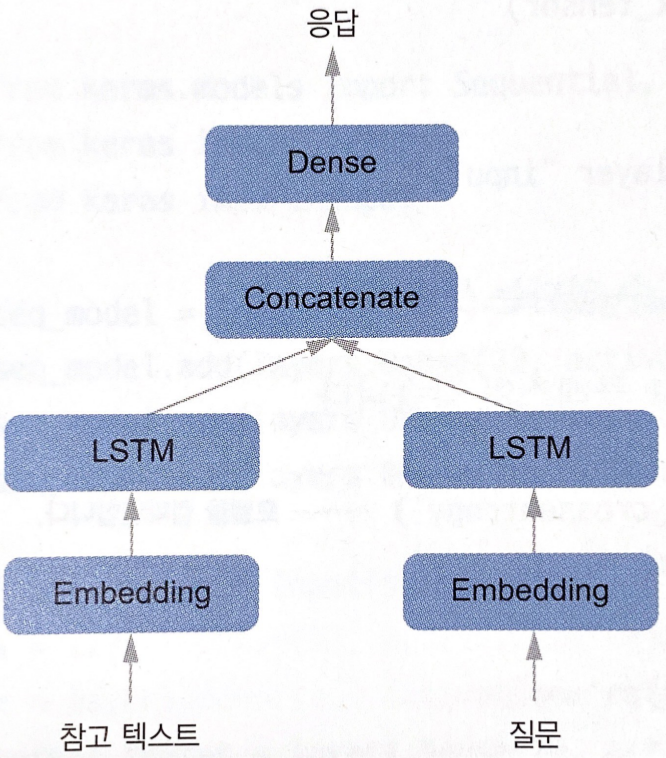 응답
Dense
Concatenate
LSTM
LSTM
Embedding
Embedding
참고 텍스트
질문